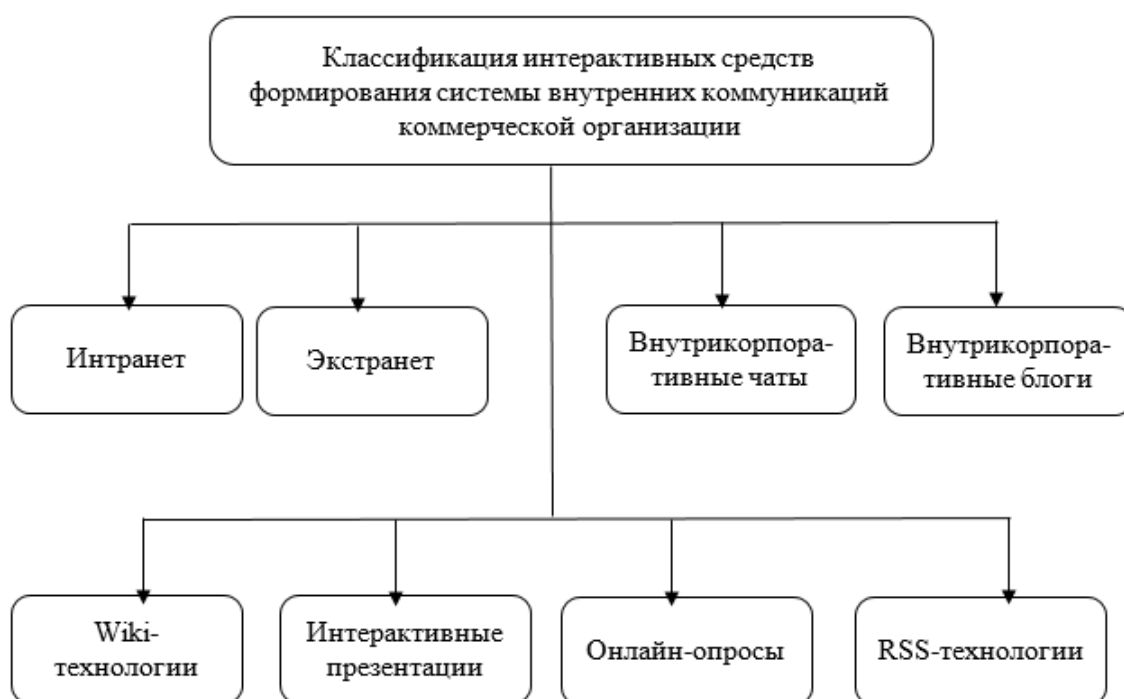 Классификация интерактивных средств
формирования системы внутренних коммуникаций
коммерческой организации
Интранет
Экстранет
Внутрикорпора-
тивные чаты
Внутрикорпора-
тивные блоги
Wiki-
технологии
Интерактивные
презентации
Онлайн-опросы
RSS-технологии